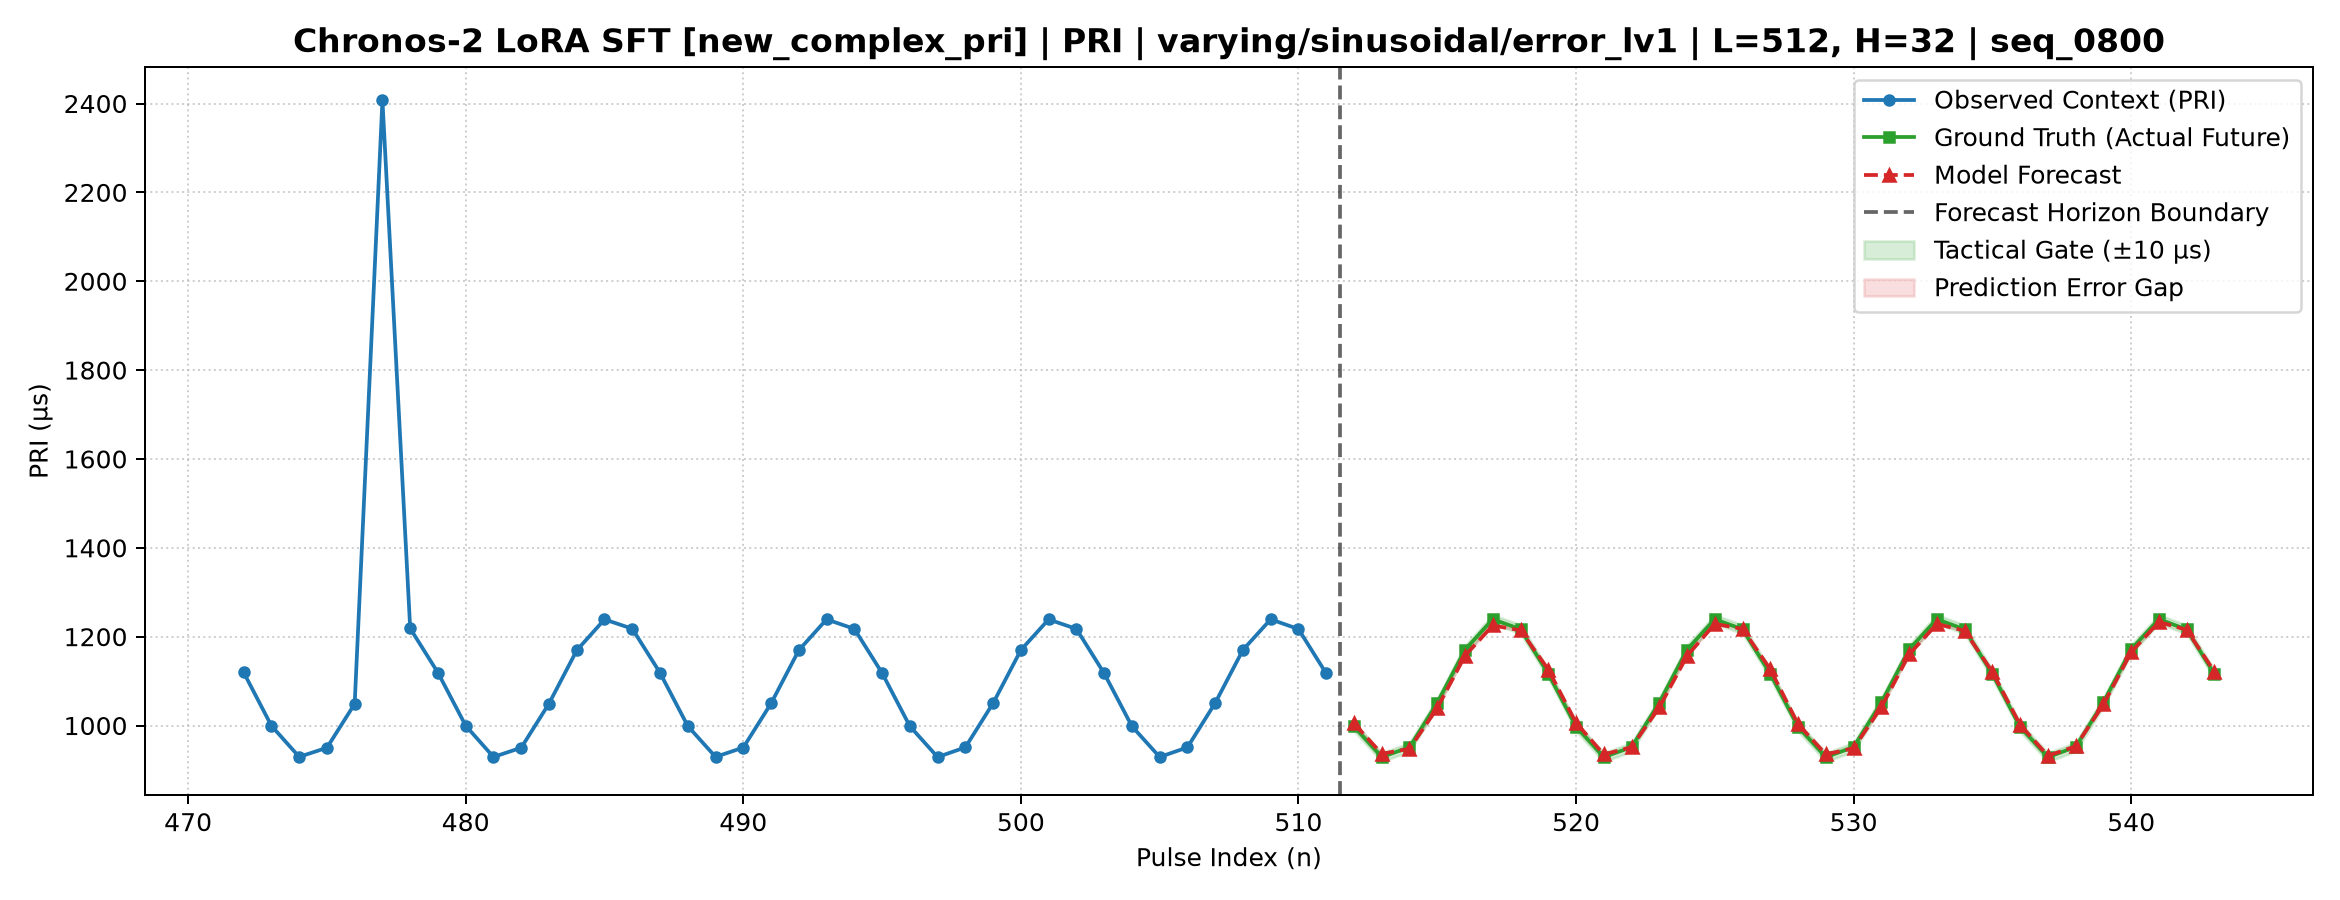 Chronos-2 LoRA SFT [new_complex_pri] | PRI | varying/sinusoidal/error_lv1 | L=512, H=32 | seq_0800
Observed Context (PRI)
Ground Truth (Actual Future)
Model Forecast
Forecast Horizon Boundary
Tactical Gate (±10 μs)
Prediction Error Gap
PRI (μs)
2400
2200
2000
1800
1600
1400
1200
1000
470 480 490 500 510 520 530 540
Pulse Index (n)